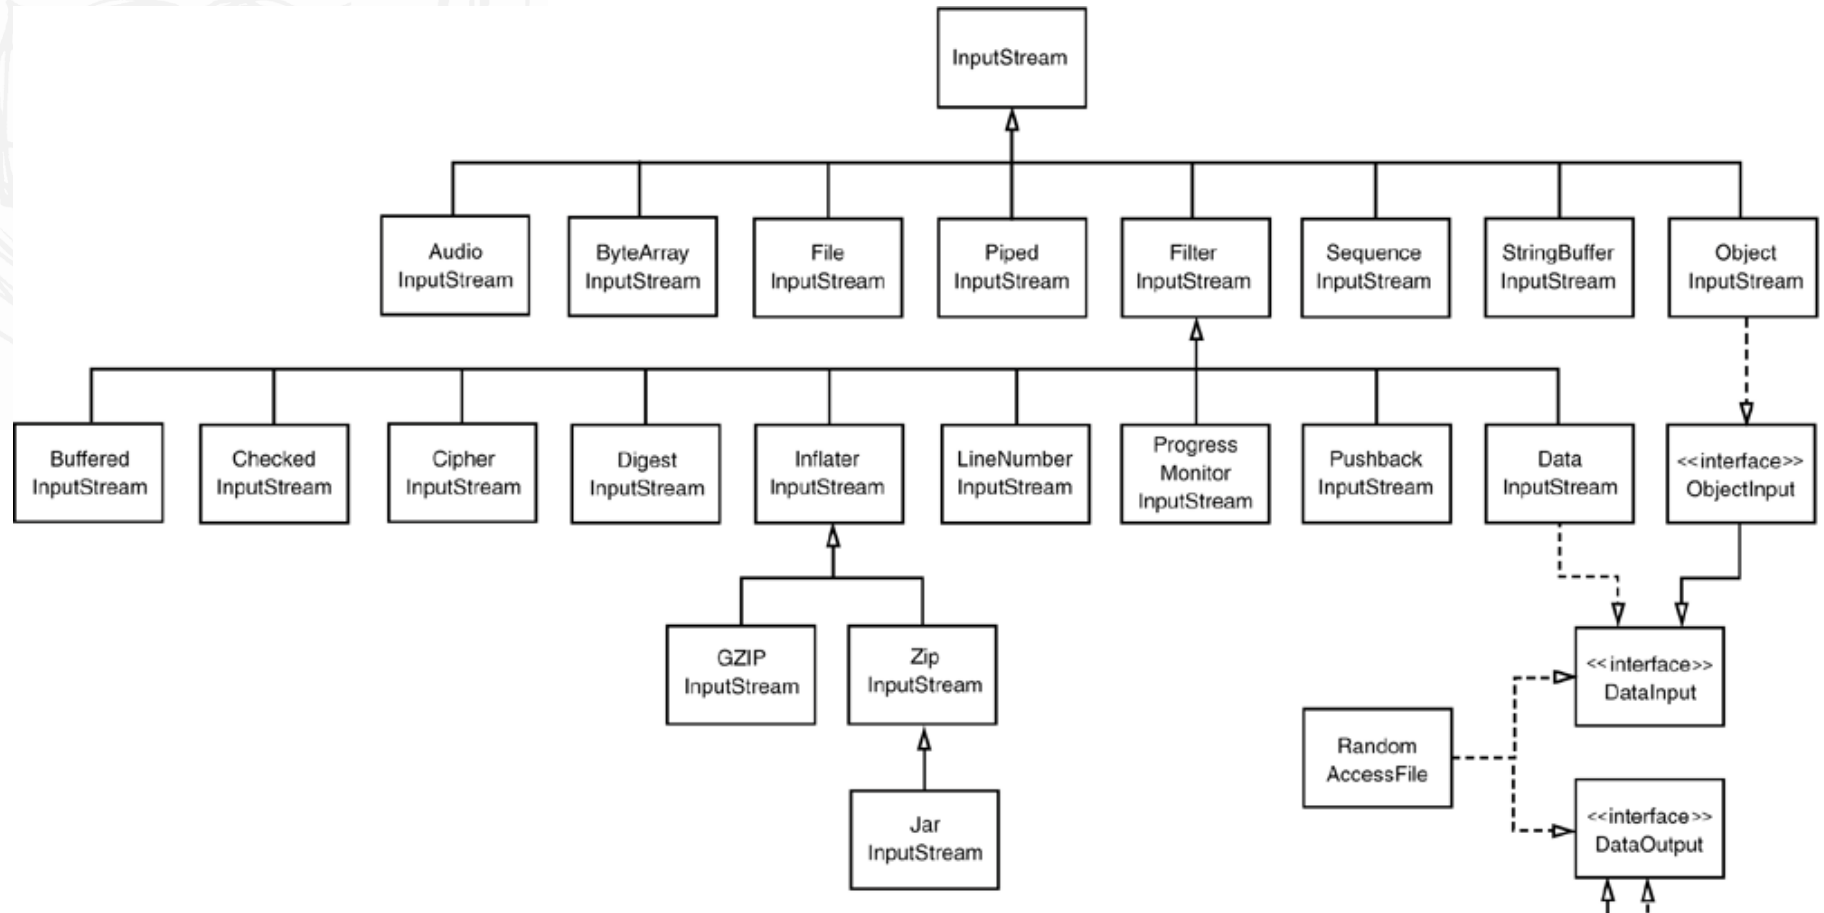 InputStream
Audio
InputStream
ByteArray
InputStream
File
InputStream
Piped
InputStream
Filter
InputStream
Sequence
InputStream
StringBuffer
InputStream
Object
InputStream
Buffered
InputStream
Checked
InputStream
Cipher
InputStream
Digest
InputStream
Inflater
InputStream
LineNumber
InputStream
Progress
Monitor
InputStream
Pushback
InputStream
Data
InputStream
<<interface>>
ObjectInput
GZIP
InputStream
Zip
InputStream
<<interface>>
DataInput
Random
AccessFile
Jar
InputStream
<<interface>>
DataOutput